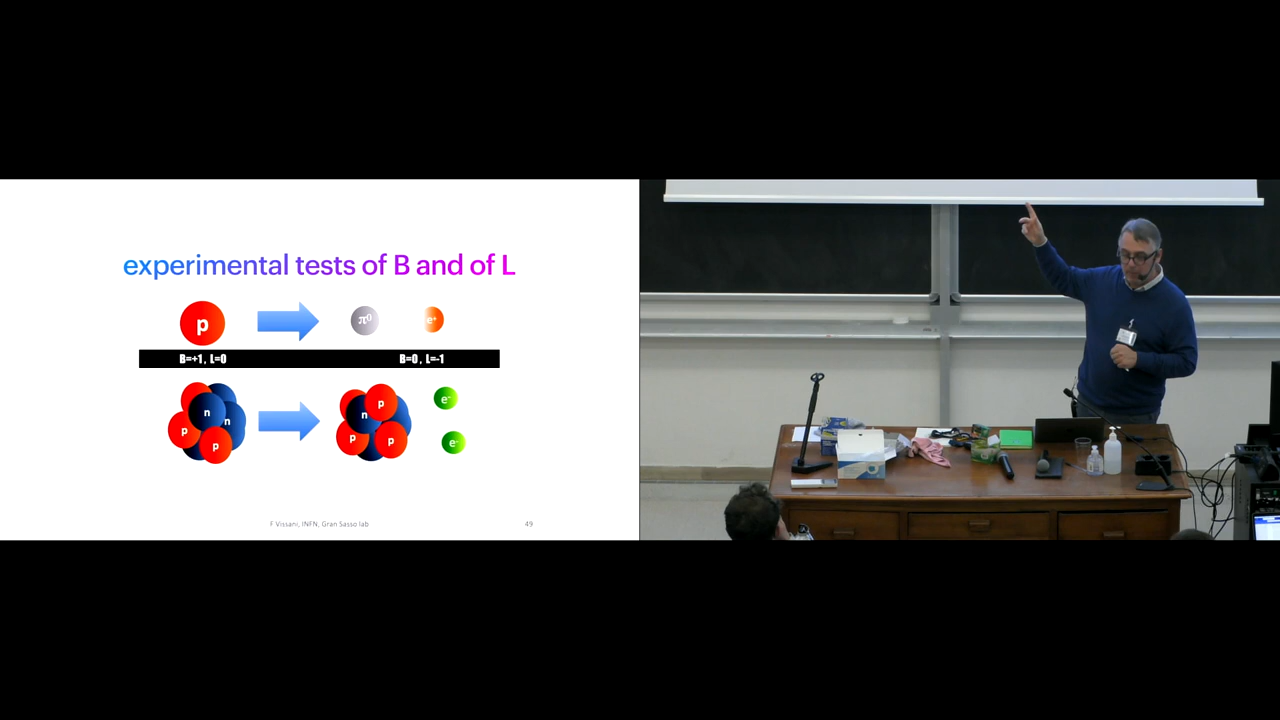 experimental tests of B and of L
p
π⁰
e⁺
B=+1 , L=0
B=0 , L=-1
n
n
p
p
p
n
p
p
e⁻
e⁻
F Vissani, INFN, Gran Sasso lab
49